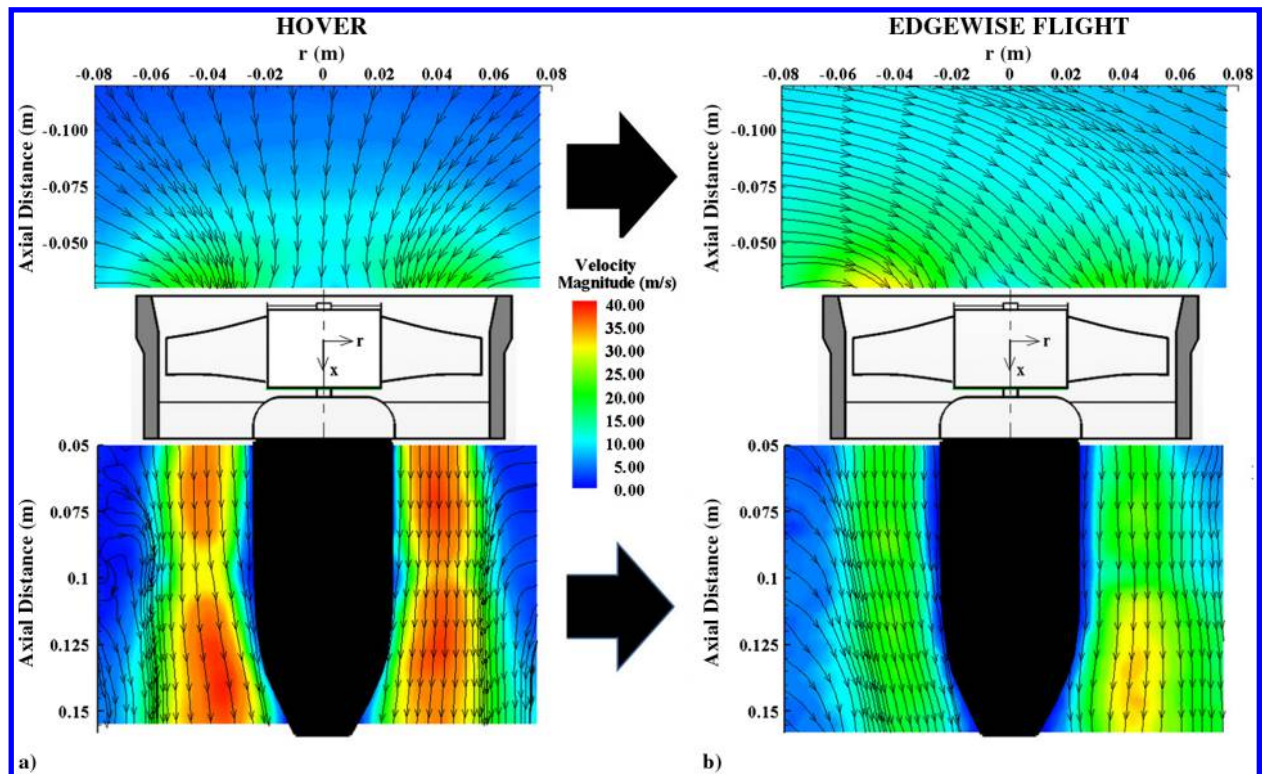 HOVER
r (m)
-0.08 -0.06 -0.04 -0.02 0 0.02 0.04 0.06 0.08
Axial Distance (m)
-0.100
-0.075
-0.050
EDGEWISE FLIGHT
r (m)
-0.08 -0.06 -0.04 -0.02 0 0.02 0.04 0.06 0.08
Axial Distance (m)
-0.100
-0.075
-0.050
Velocity
Magnitude (m/s)
40.00
35.00
30.00
25.00
20.00
15.00
10.00
5.00
0.00
r
x
r
x
Axial Distance (m)
0.05
0.075
0.1
0.125
0.15
Axial Distance (m)
0.05
0.075
0.1
0.125
0.15
a)
b)